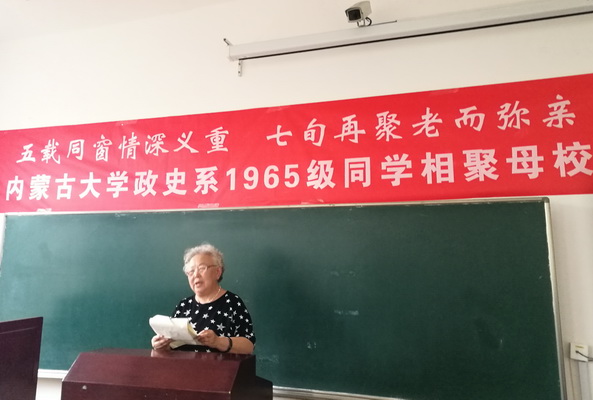 五载同窗情深义重 七旬再聚老而弥亲
内蒙古大学政史系1965级同学相聚母校